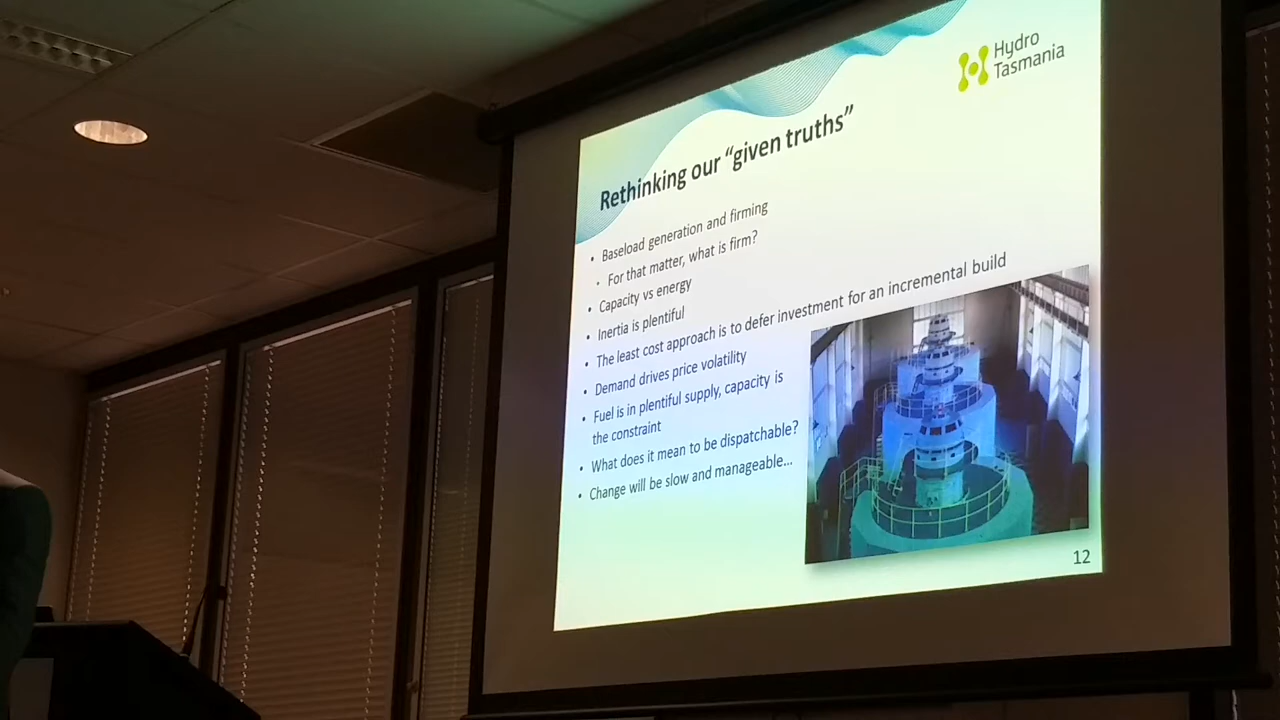 Hydro
Tasmania
Rethinking our “given truths”
• Baseload generation and firming
• For that matter, what is firm?
• Capacity vs energy
• Inertia is plentiful
• The least cost approach is to defer investment for an incremental build
• Demand drives price volatility
• Fuel is in plentiful supply, capacity is
the constraint
• What does it mean to be dispatchable?
• Change will be slow and manageable...
12